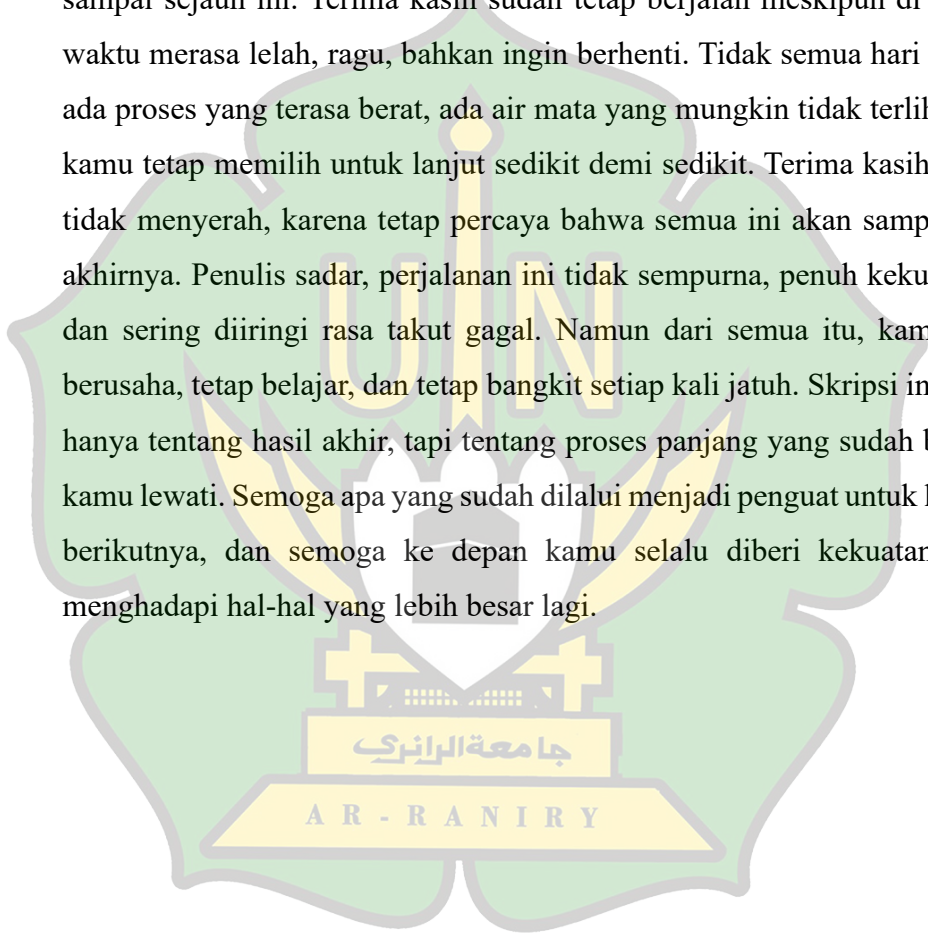 sampai sejauh ini. Terima kasih sudah tetap berjalan meskipun di
waktu merasa lelah, ragu, bahkan ingin berhenti. Tidak semua hari
ada proses yang terasa berat, ada air mata yang mungkin tidak
kamu tetap memilih untuk lanjut sedikit demi sedikit. Terima kasih
tidak menyerah, karena tetap percaya bahwa semua ini akan
akhirnya. Penulis sadar, perjalanan ini tidak sempurna, penuh
dan sering diiringi rasa takut gagal. Namun dari semua itu,
berusaha, tetap belajar, dan tetap bangkit setiap kali jatuh. Skripsi
hanya tentang hasil akhir, tapi tentang proses panjang yang sudah
kamu lewati. Semoga apa yang sudah dilalui menjadi penguat untuk
berikutnya, dan semoga ke depan kamu selalu diberi kekuatan
menghadapi hal-hal yang lebih besar lagi.
UIN
جامعة الرانري
AR-RANIRY